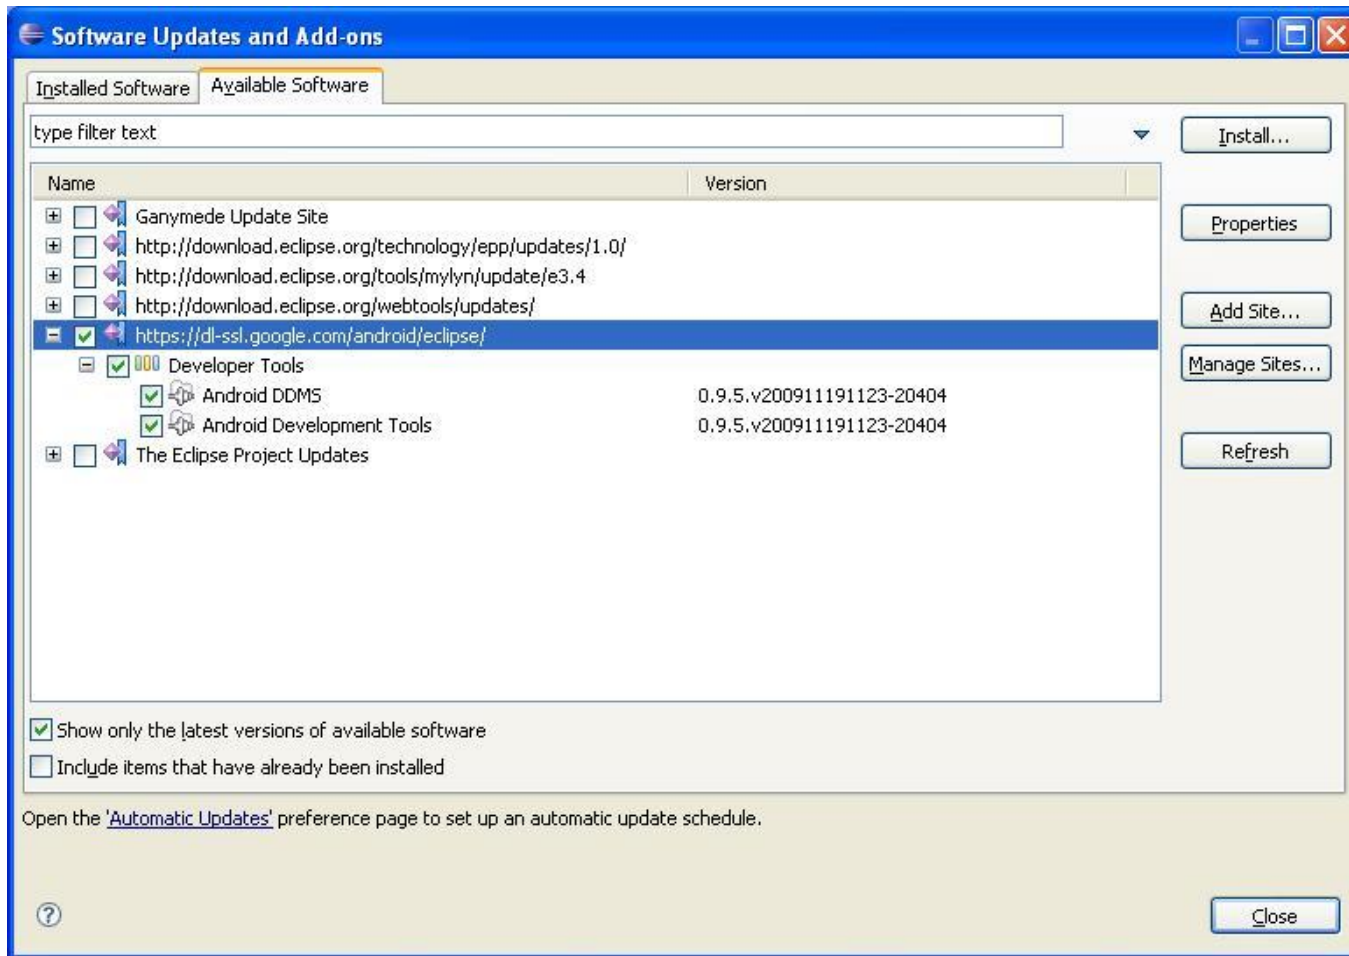 Software Updates and Add-ons
Installed Software Available Software
type filter text Install...
Name Version
Ganymede Update Site Properties
http://download.eclipse.org/technology/epp/updates/1.0/
http://download.eclipse.org/tools/mylyn/update/e3.4
http://download.eclipse.org/webtools/updates/ Add Site...
https://dl-ssl.google.com/android/eclipse/
Developer Tools Manage Sites...
Android DDMS 0.9.5.v200911191123-20404
Android Development Tools 0.9.5.v200911191123-20404
The Eclipse Project Updates Refresh
Show only the latest versions of available software
Include items that have already been installed
Open the 'Automatic Updates' preference page to set up an automatic update schedule.
? Close